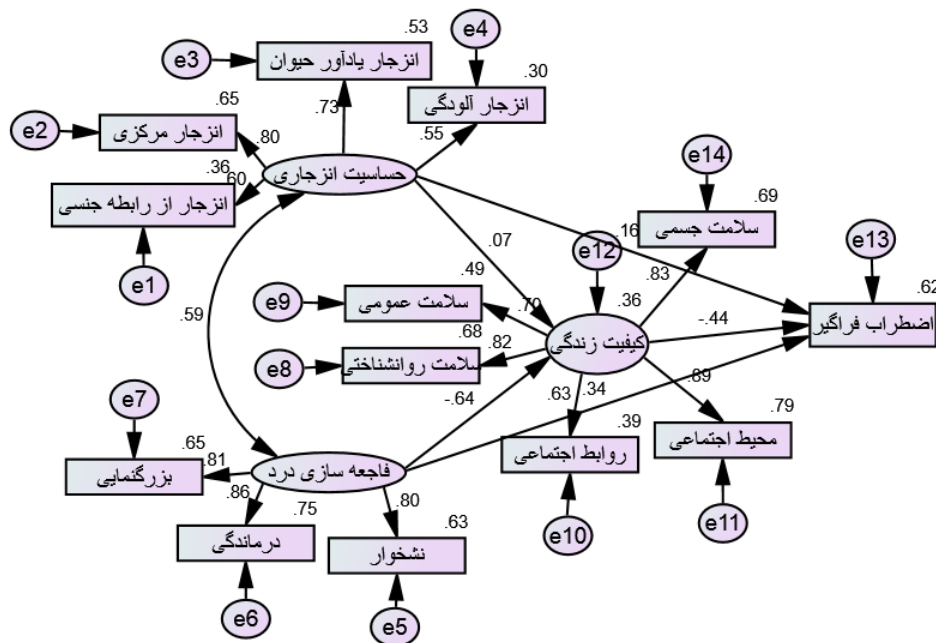 e4
.53
e3
انزجار یادآور حیوان
.30
.73
انزجار آلودگی
.65
e2
انزجار مرکزی
.80
.55
e14
.36
حساسیت انزجاری
.60
انزجار از رابطه جنسی
.69
سلامت جسمی
.16
e13
.07
e12
e1
.83
.49
e9
سلامت عمومی
.70
.36
.62
اضطراب فراگیر
.59
.68
-.44
کیفیت زندگی
.82
سلامت روانشناختی
e8
.89
-.64
.63
.34
e7
.79
.39
محیط اجتماعی
.65
روابط اجتماعی
بزرگنمایی
.81
فاجعه سازی درد
.86
.80
.75
e11
درماندگی
.63
e10
نشخوار
e6
e5